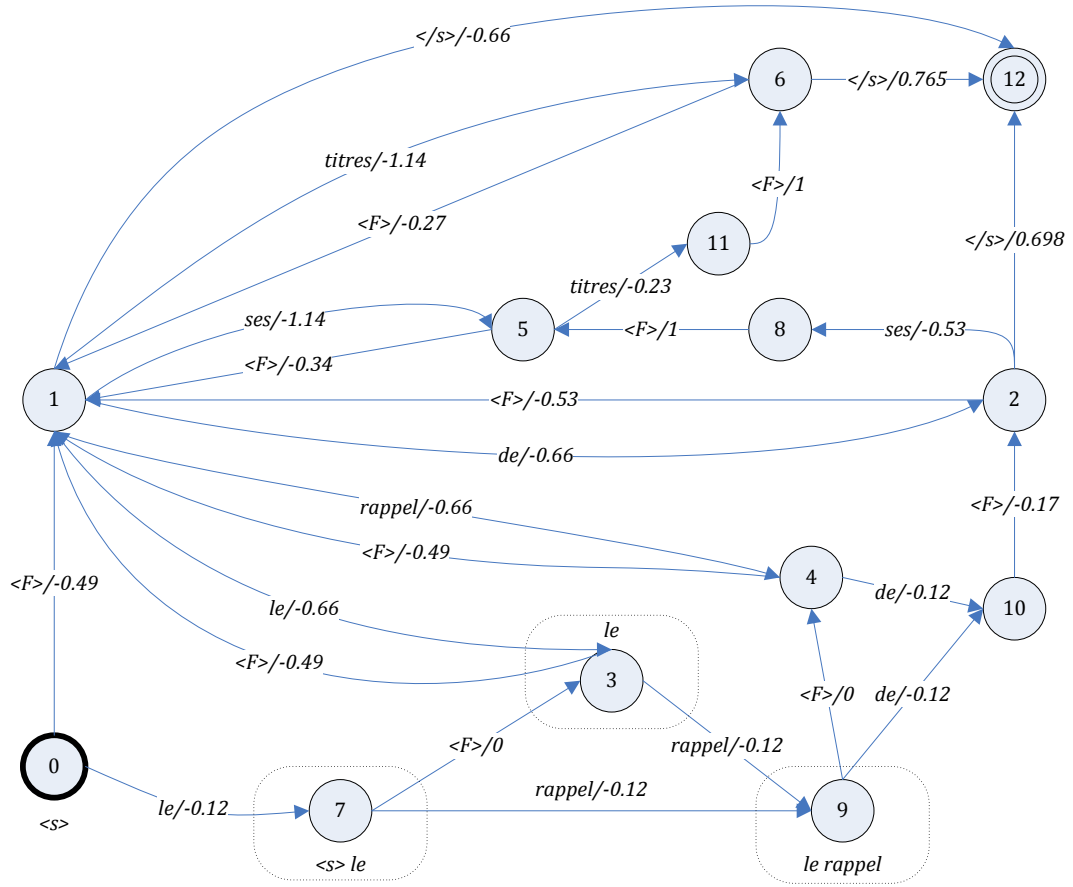 </s>/-0.66
6
</s>/0.765
12
titres/-1.14
<F>/1
<F>/-0.27
11
</s>/0.698
titres/-0.23
ses/-1.14
5
<F>/1
8
ses/-0.53
<F>/-0.34
1
<F>/-0.53
2
de/-0.66
rappel/-0.66
<F>/-0.17
<F>/-0.49
4
<F>/-0.49
de/-0.12
10
le/-0.66
le
<F>/-0.49
3
<F>/0
de/-0.12
<F>/0
rappel/-0.12
0
rappel/-0.12
le/-0.12
7
9
<s>
<s> le
le rappel